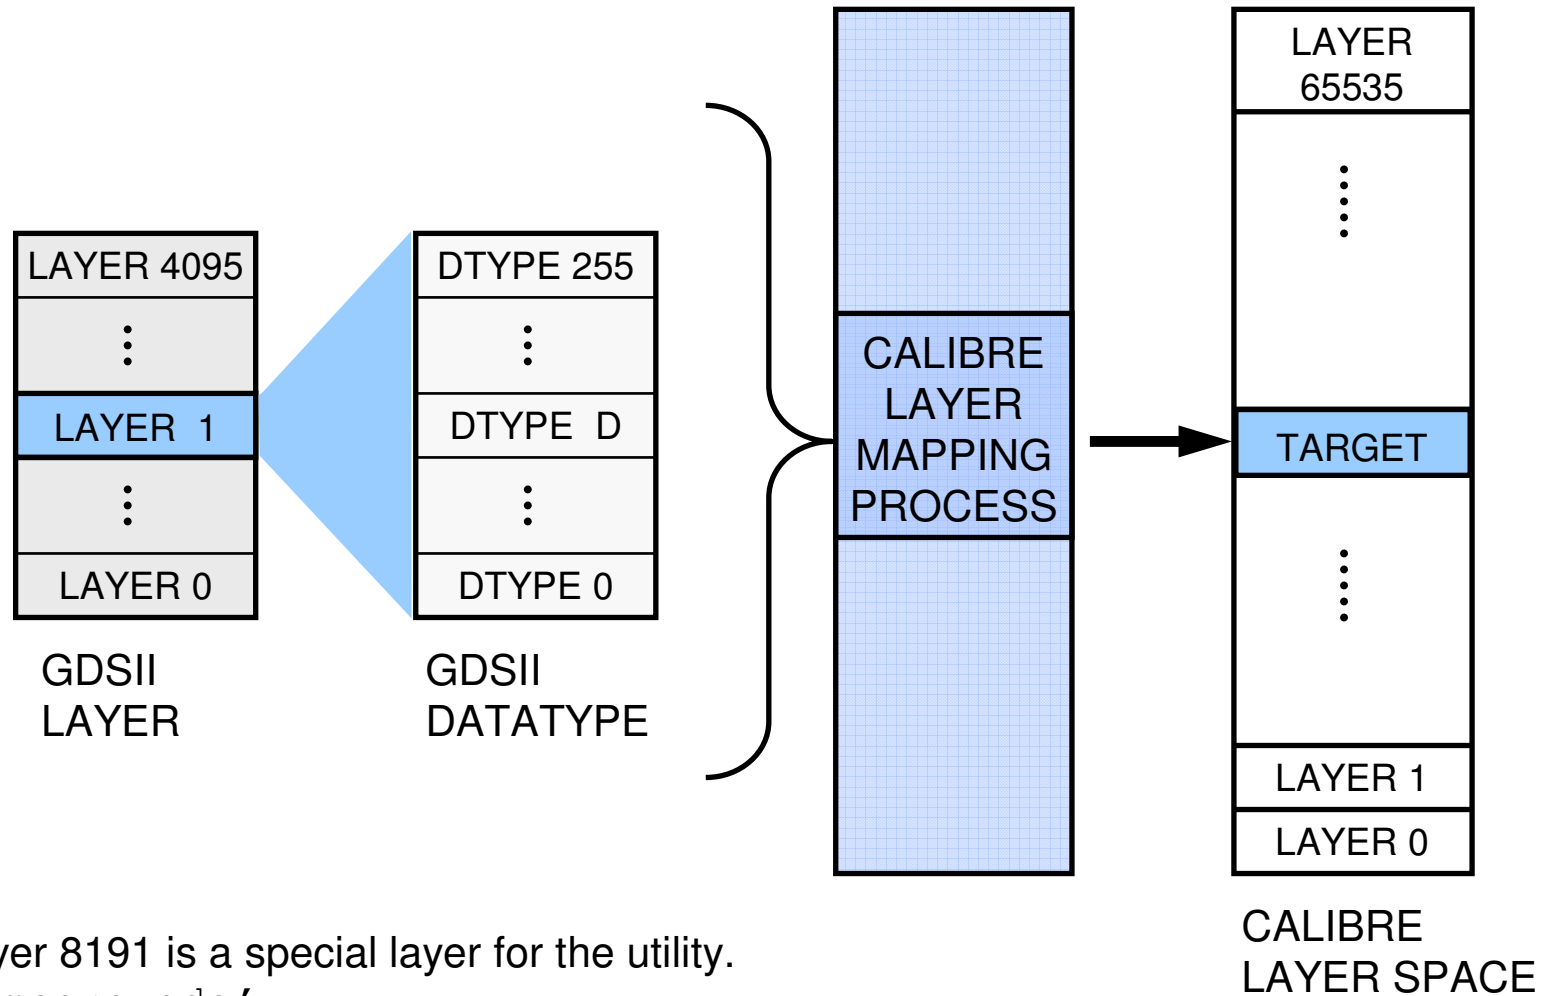 LAYER 4095
LAYER 1
LAYER 0
GDSII
LAYER
DTYPE 255
DTYPE D
DTYPE 0
GDSII
DATATYPE
CALIBRE
LAYER
MAPPING
PROCESS
LAYER
65535
TARGET
LAYER 1
LAYER 0
CALIBRE
LAYER SPACE
8191 is a special layer for the utility.